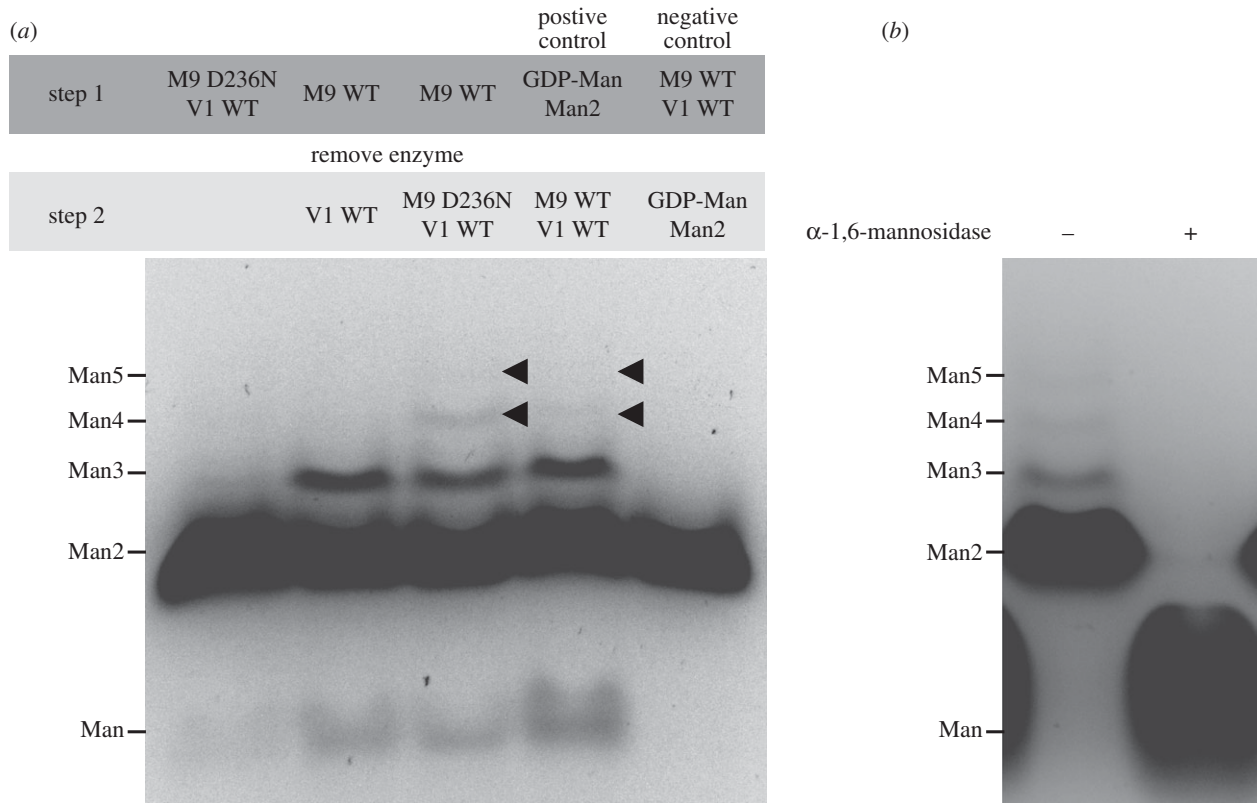 (a)
postive control
negative control
(b)
step 1
M9 D236N
V1 WT
M9 WT
M9 WT
GDP-Man
Man2
M9 WT
V1 WT
remove enzyme
step 2
V1 WT
M9 D236N
V1 WT
M9 WT
V1 WT
GDP-Man
Man2
α-1,6-mannosidase – +
Man5
Man4
Man3
Man2
Man
Man5
Man4
Man3
Man2
Man